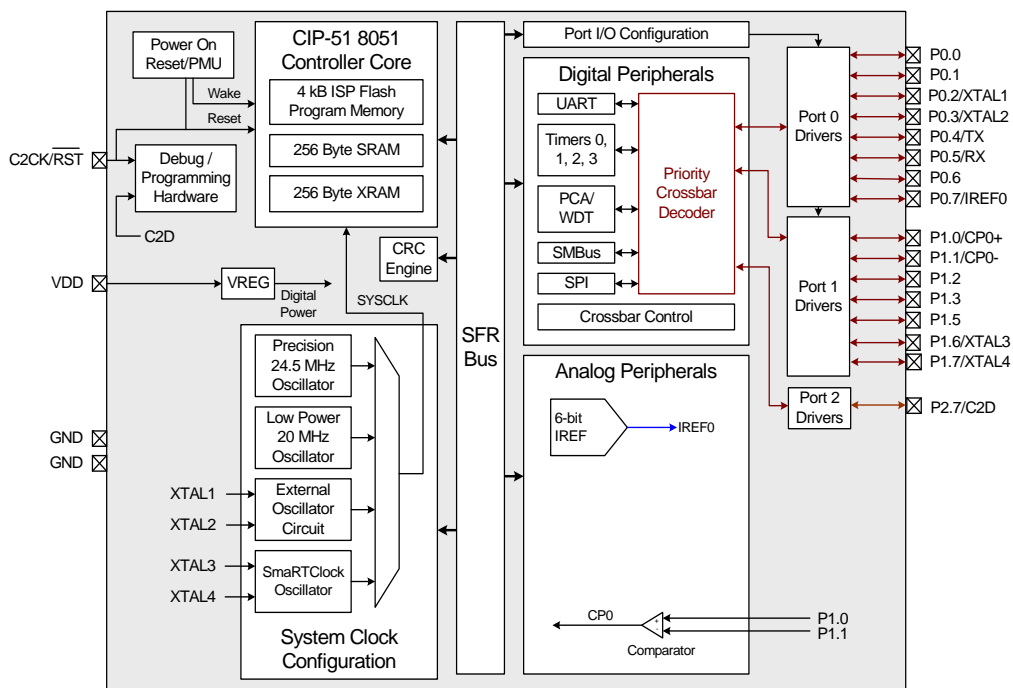 Power On
Reset/PMU
Wake
Reset
C2CK/RST
Debug /
Programming
Hardware
C2D
VDD
VREG
Digital
Power
SYSCLK
CIP-51 8051
Controller Core
4 kB ISP Flash
Program Memory
256 Byte SRAM
256 Byte XRAM
CRC
Engine
Precision
24.5 MHz
Oscillator
Low Power
20 MHz
Oscillator
External
Oscillator
Circuit
SmaRTClock
Oscillator
GND
GND
XTAL1
XTAL2
XTAL3
XTAL4
System Clock
Configuration
SFR
Bus
Port I/O Configuration
Digital Peripherals
UART
Timers 0,
1, 2, 3
PCA/
WDT
SMBus
SPI
Priority
Crossbar
Decoder
Crossbar Control
Analog Peripherals
6-bit
IREF
IREF0
CP0
+
-
Comparator
P1.0
P1.1
Port 0
Drivers
Port 1
Drivers
Port 2
Drivers
P0.0
P0.1
P0.2/XTAL1
P0.3/XTAL2
P0.4/TX
P0.5/RX
P0.6
P0.7/IREF0
P1.0/CP0+
P1.1/CP0-
P1.2
P1.3
P1.5
P1.6/XTAL3
P1.7/XTAL4
P2.7/C2D